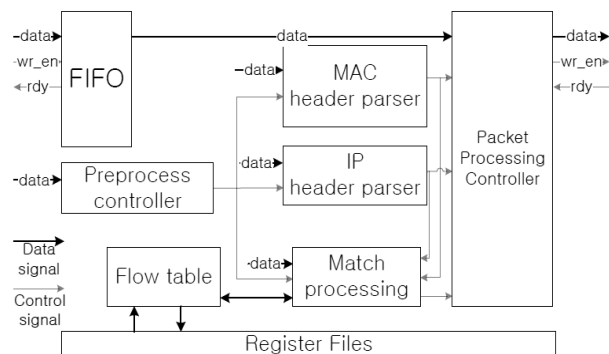 data
wr_en
rdy
FIFO
data
data
MAC
header parser
Packet
Processing
Controller
data
wr_en
rdy
data
Preprocess
controller
data
IP
header parser
Data
signal
Control
signal
Flow table
data
Match
processing
Register Files